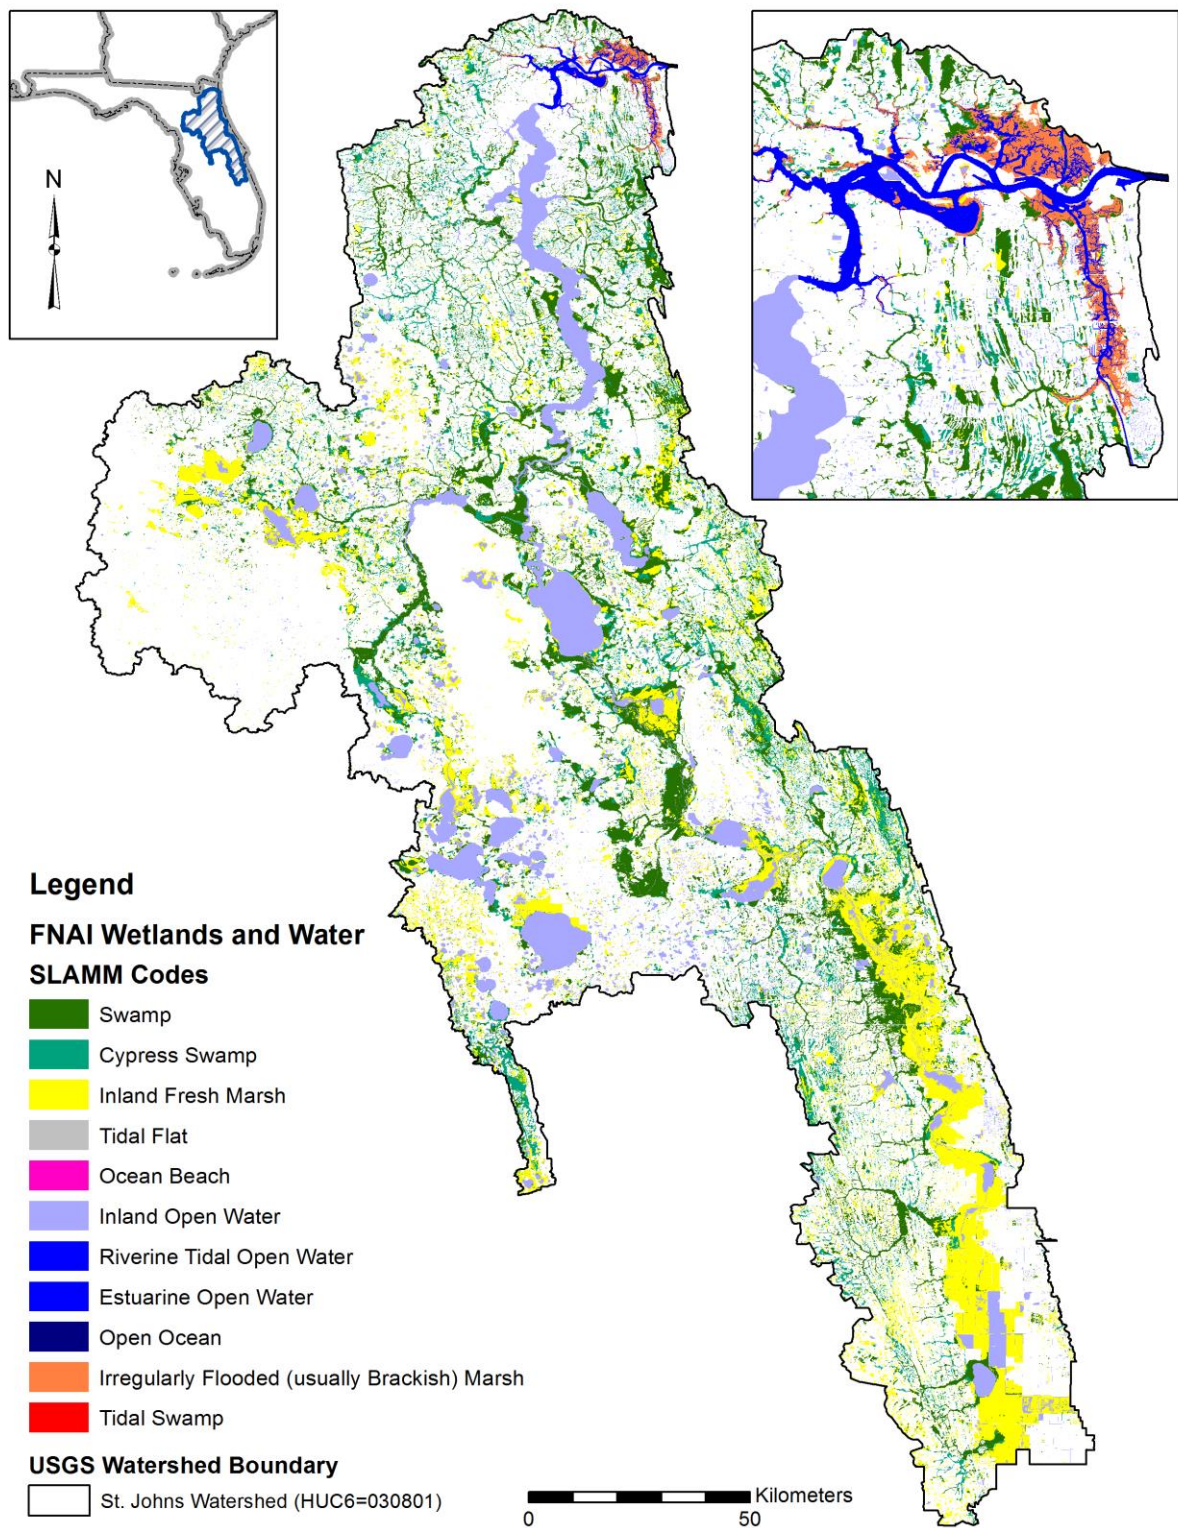 N
Legend
FNAI Wetlands and Water
SLAMM Codes
Swamp
Cypress Swamp
Inland Fresh Marsh
Tidal Flat
Ocean Beach
Inland Open Water
Riverine Tidal Open Water
Estuarine Open Water
Open Ocean
Irregularly Flooded (usually Brackish) Marsh
Tidal Swamp
USGS Watershed Boundary
St. Johns Watershed (HUC6=030801)
Kilometers
0 50